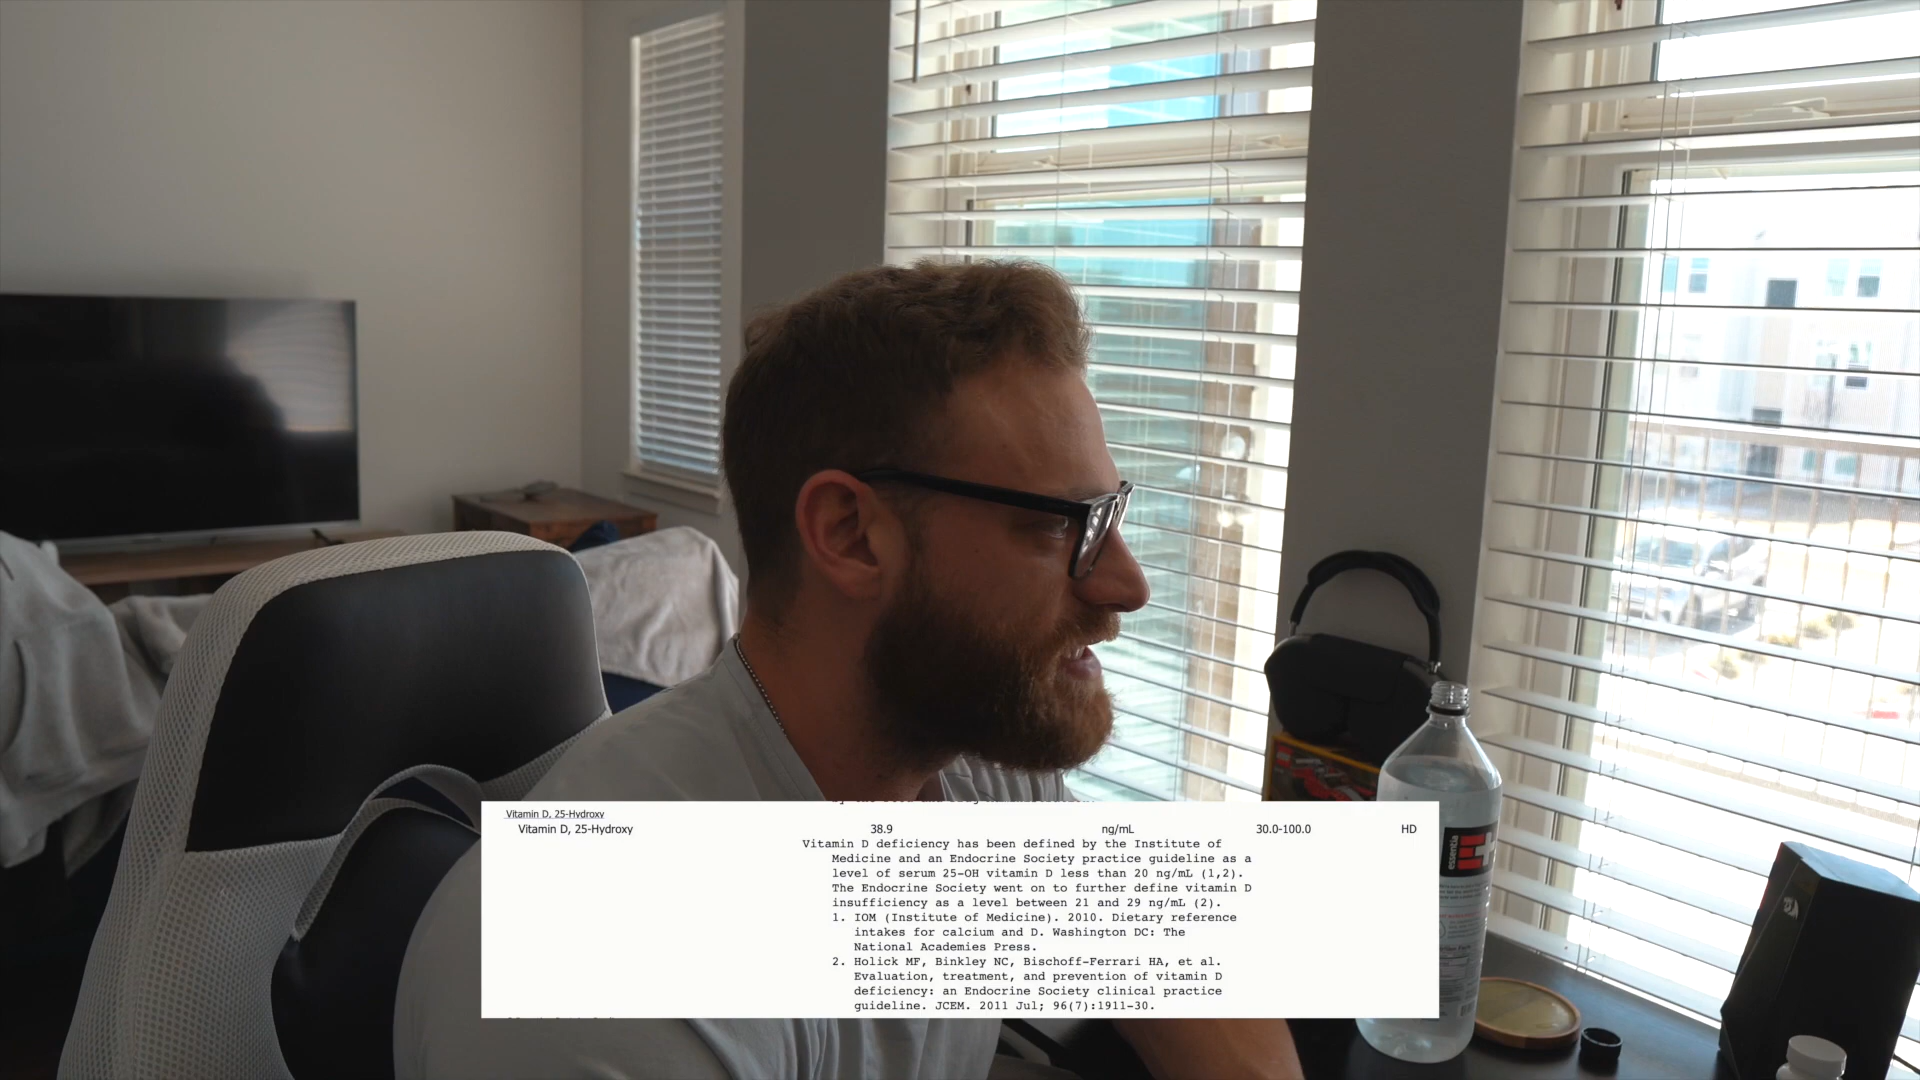 Vitamin D, 25-Hydroxy
Vitamin D, 25-Hydroxy 38.9 ng/mL 30.0-100.0 HD
Vitamin D deficiency has been defined by the Institute of
Medicine and an Endocrine Society practice guideline as a
level of serum 25-OH vitamin D less than 20 ng/mL (1,2).
The Endocrine Society went on to further define vitamin D
insufficiency as a level between 21 and 29 ng/mL (2).
1. IOM (Institute of Medicine). 2010. Dietary reference
intakes for calcium and D. Washington DC: The
National Academies Press.
2. Holick MF, Binkley NC, Bischoff-Ferrari HA, et al.
Evaluation, treatment, and prevention of vitamin D
deficiency: an Endocrine Society clinical practice
guideline. JCEM. 2011 Jul; 96(7):1911-30.
essentia